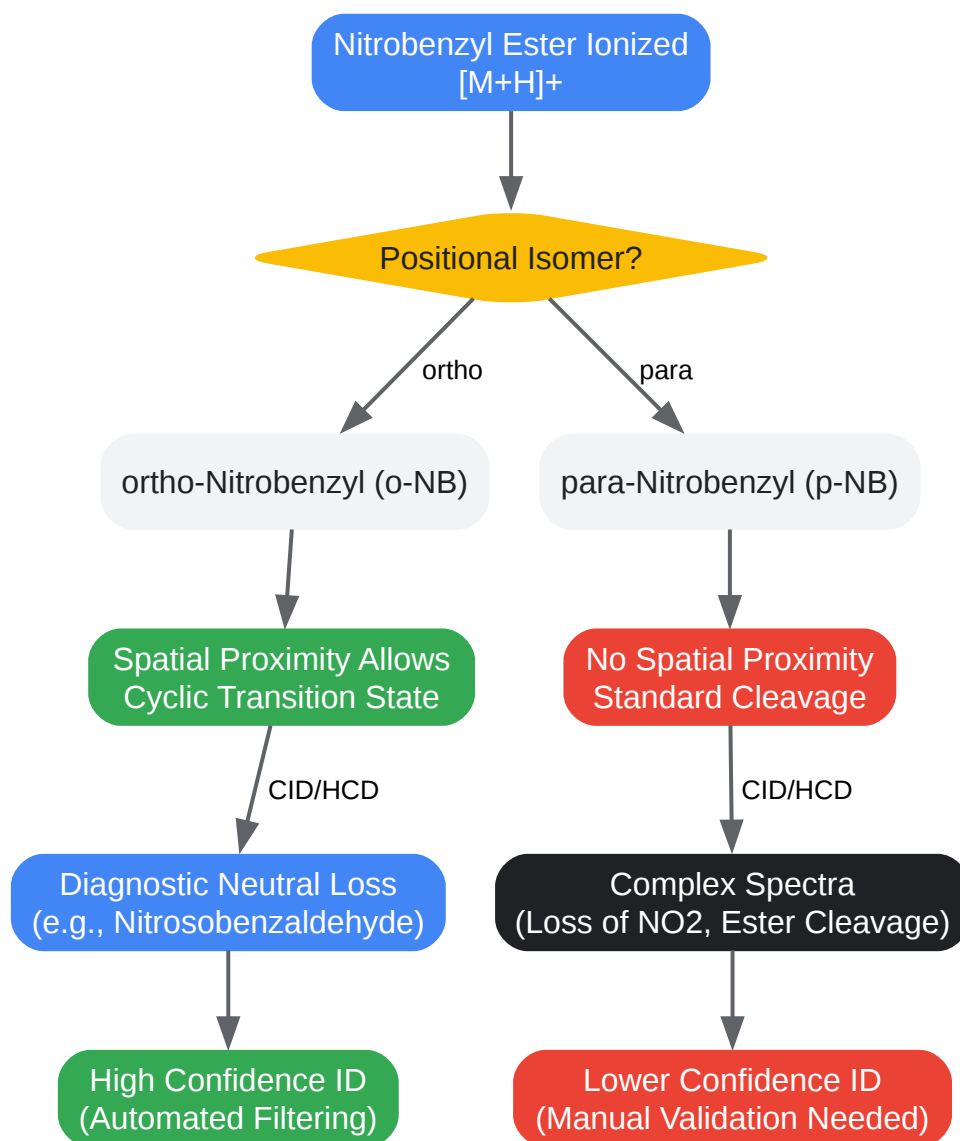 Nitrobenzyl Ester Ionized
[M+H]+
Positional Isomer?
ortho
para
ortho-Nitrobenzyl (o-NB)
para-Nitrobenzyl (p-NB)
Spatial Proximity Allows
Cyclic Transition State
No Spatial Proximity
Standard Cleavage
CID/HCD
CID/HCD
Diagnostic Neutral Loss
(e.g., Nitrosobenzaldehyde)
Complex Spectra
(Loss of NO2, Ester Cleavage)
High Confidence ID
(Automated Filtering)
Lower Confidence ID
(Manual Validation Needed)